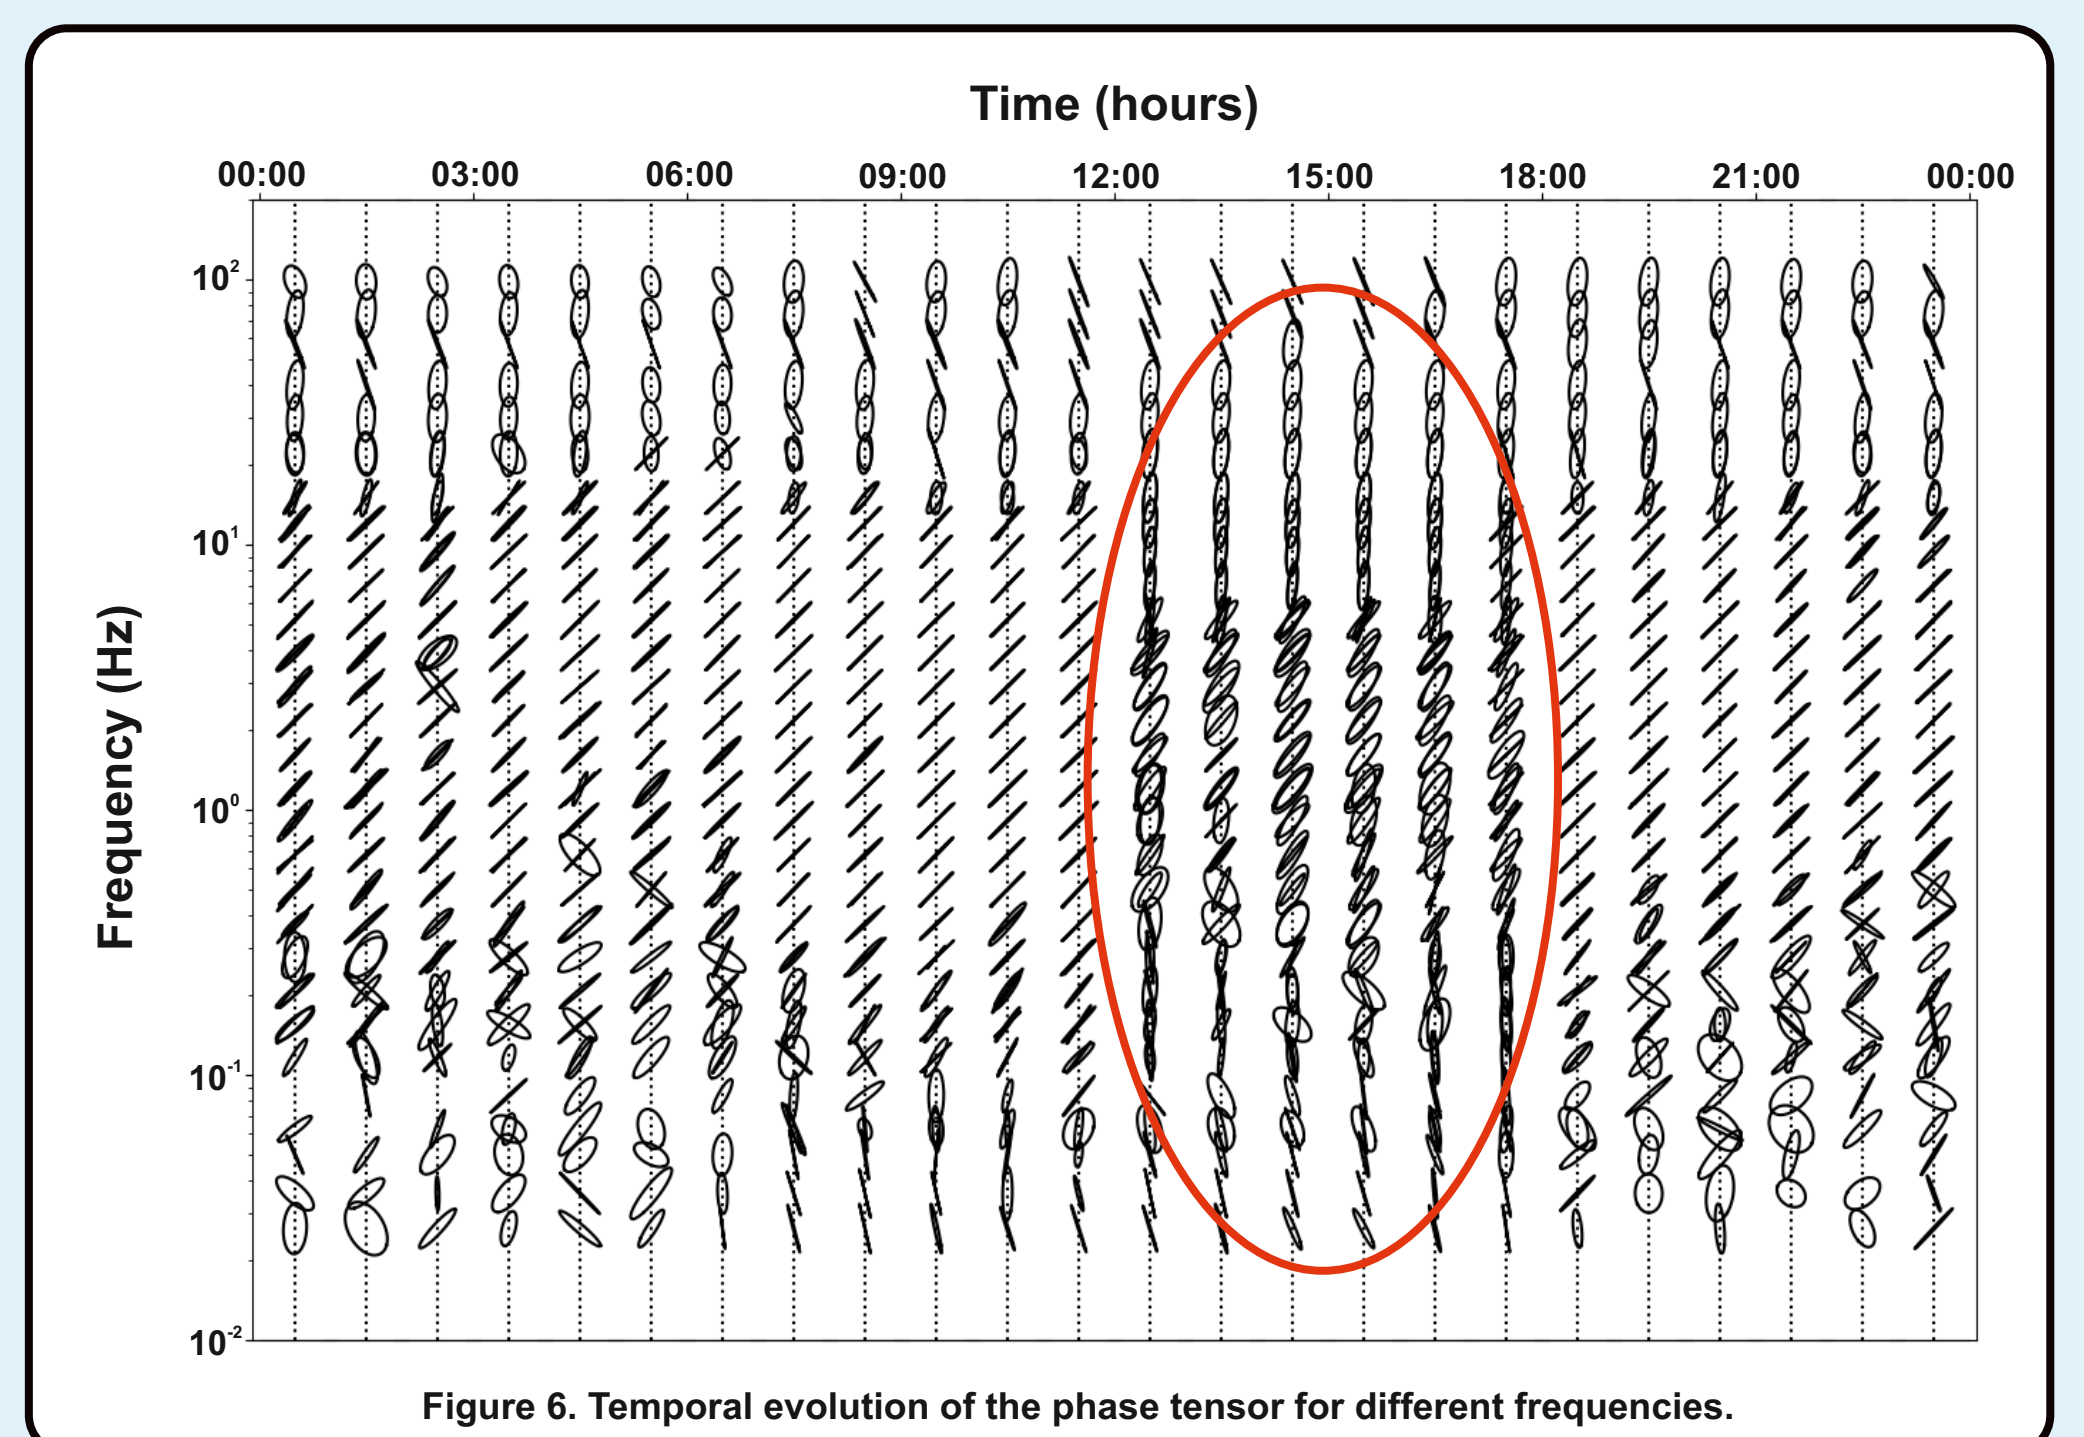 Time (hours)
00:00 03:00 06:00 09:00 12:00 15:00 18:00 21:00 00:00
Frequency (Hz)
10²
10¹
10⁰
10⁻¹
10⁻²
Figure 6. Temporal evolution of the phase tensor for different frequencies.